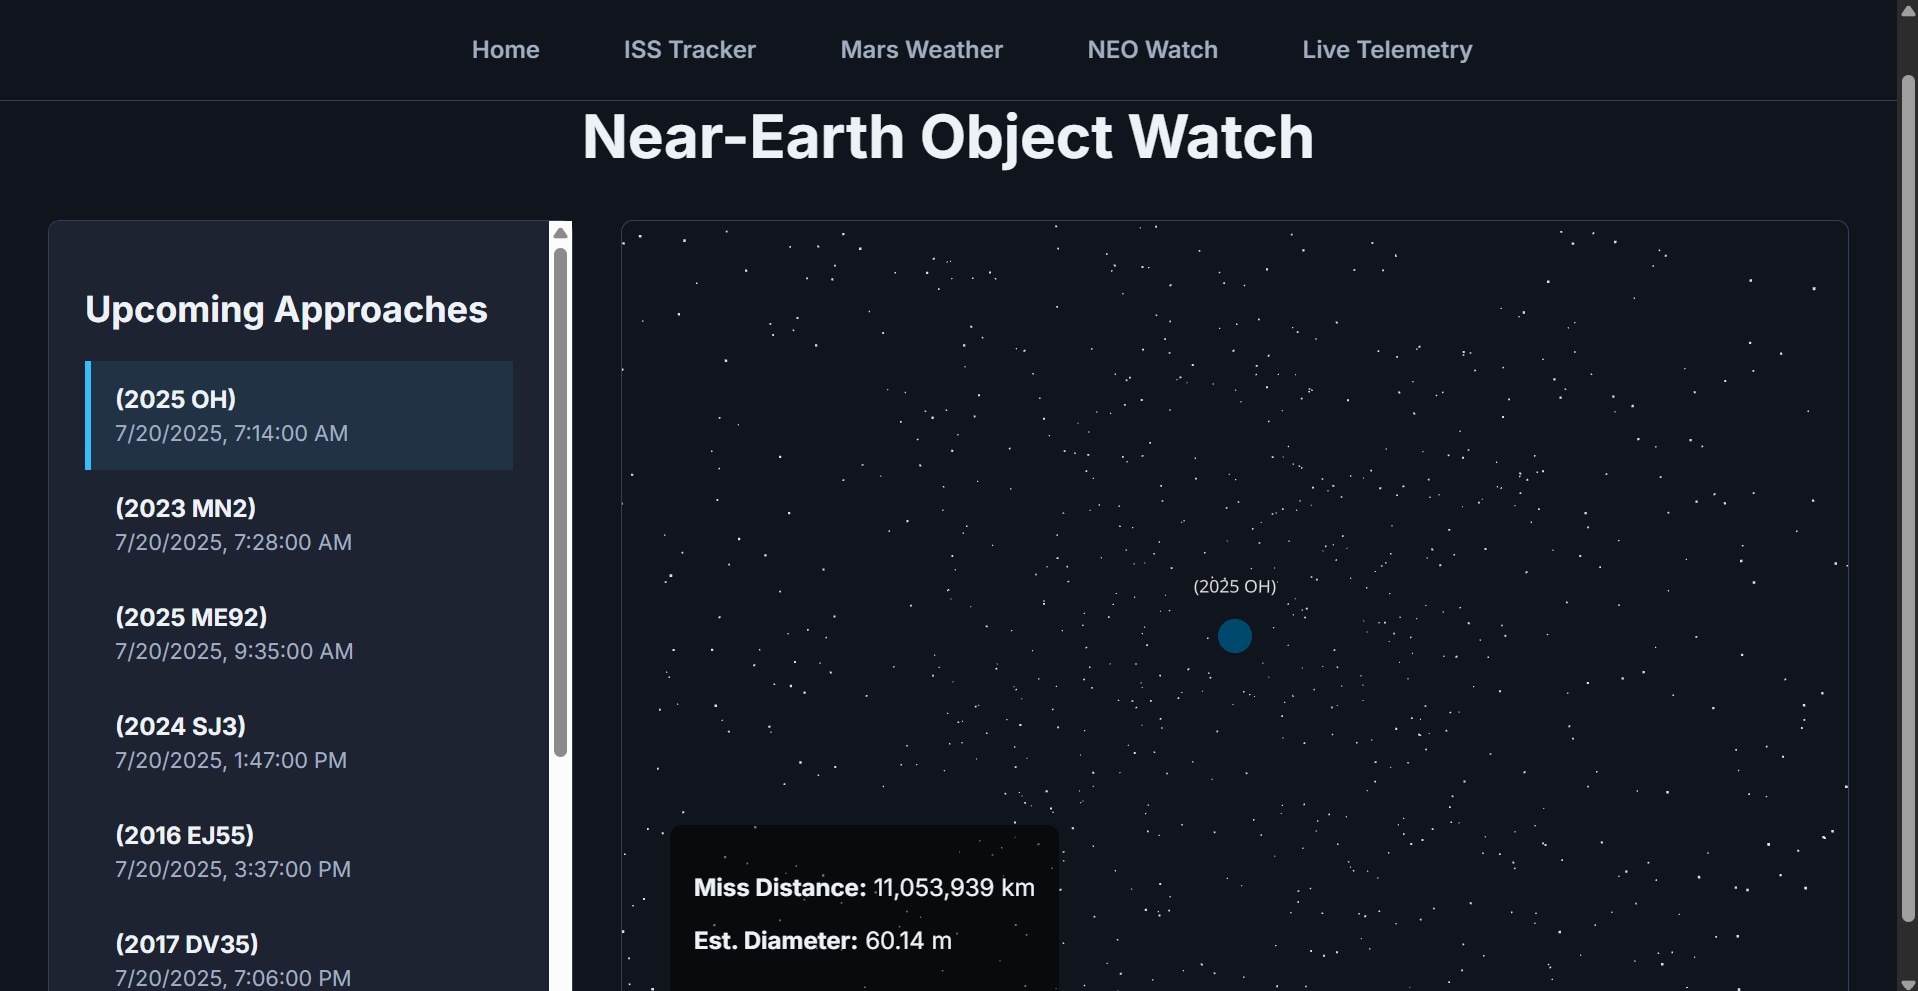 Home ISS Tracker Mars Weather NEO Watch Live Telemetry
Near-Earth Object Watch
Upcoming Approaches
(2025 OH)
7/20/2025, 7:14:00 AM
(2023 MN2)
7/20/2025, 7:28:00 AM
(2025 ME92)
7/20/2025, 9:35:00 AM
(2024 SJ3)
7/20/2025, 1:47:00 PM
(2016 EJ55)
7/20/2025, 3:37:00 PM
(2017 DV35)
7/20/2025, 7:06:00 PM
(2025 OH)
Miss Distance: 11,053,939 km
Est. Diameter: 60.14 m